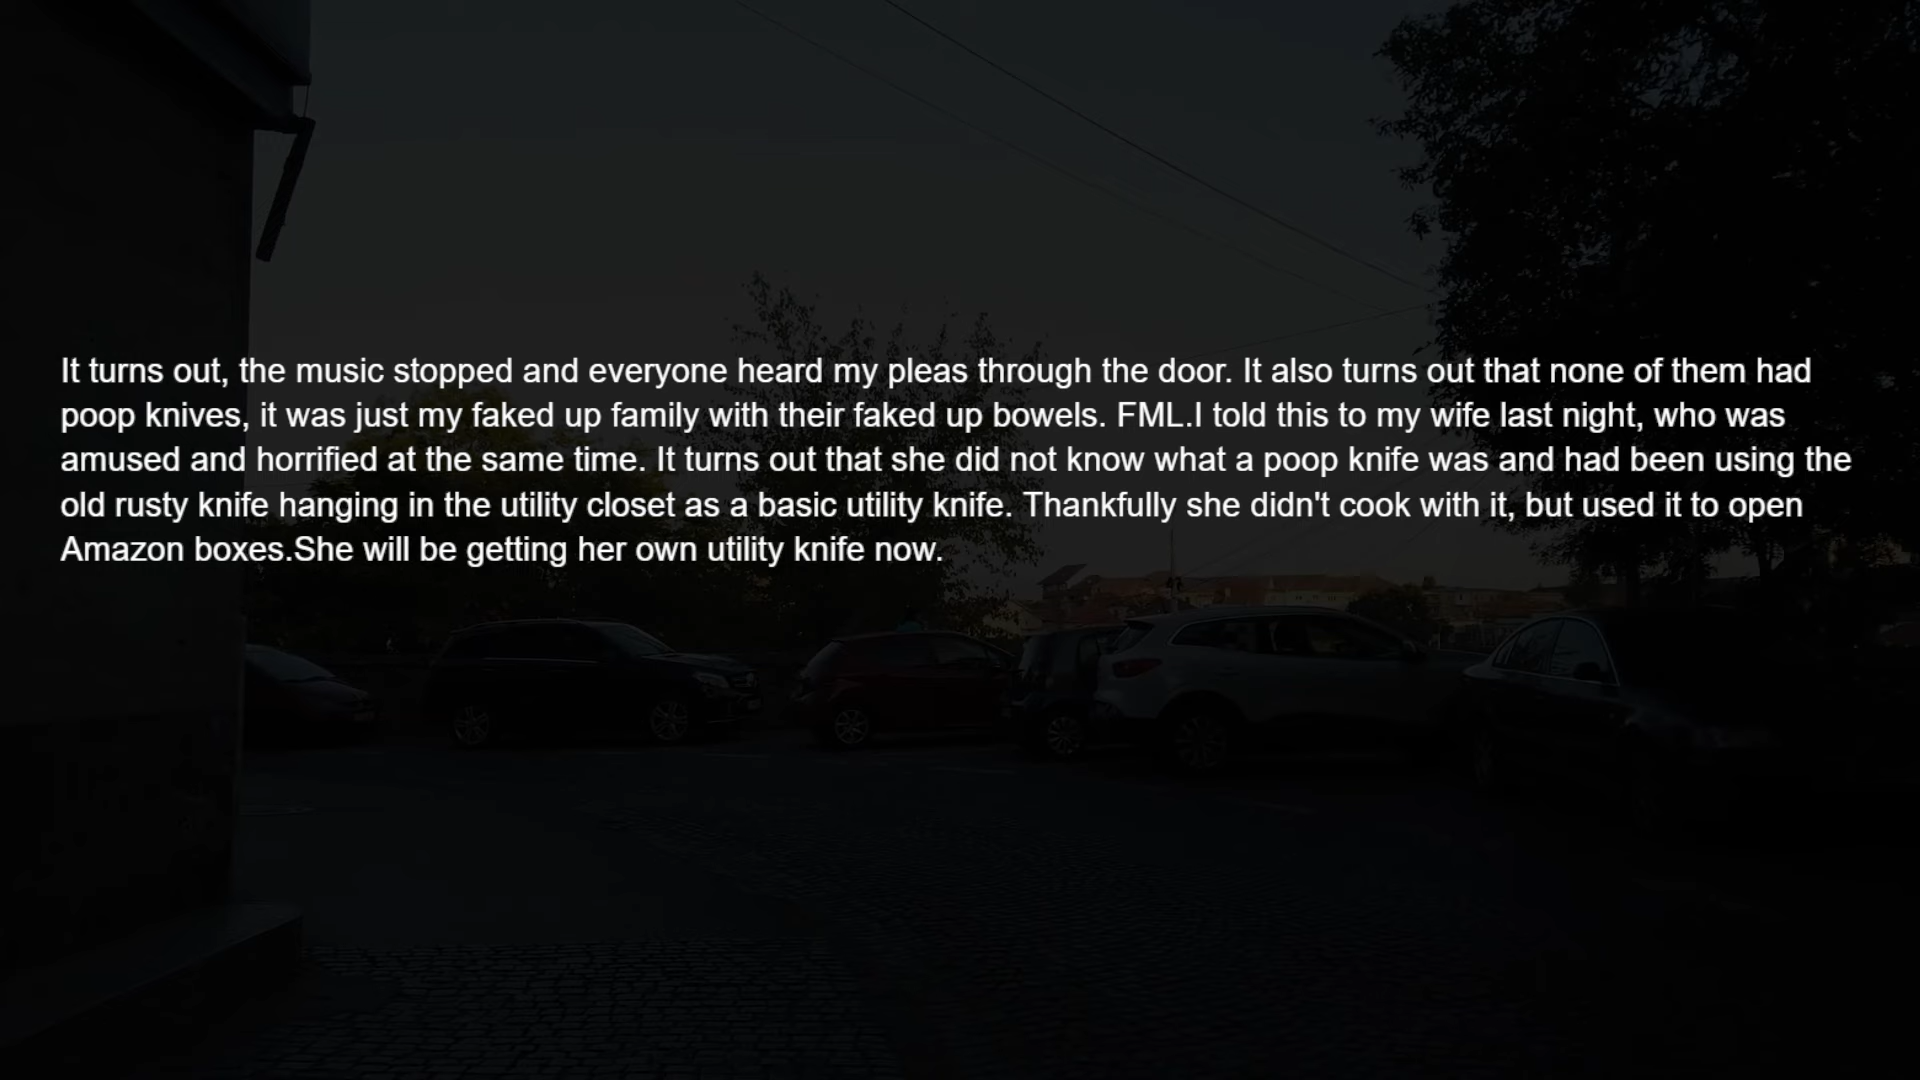 It turns out, the music stopped and everyone heard my pleas through the door. It also turns out that none of them had
poop knives, it was just my faked up family with their faked up bowels. FML.I told this to my wife last night, who was
amused and horrified at the same time. It turns out that she did not know what a poop knife was and had been using the
old rusty knife hanging in the utility closet as a basic utility knife. Thankfully she didn't cook with it, but used it to open
Amazon boxes.She will be getting her own utility knife now.